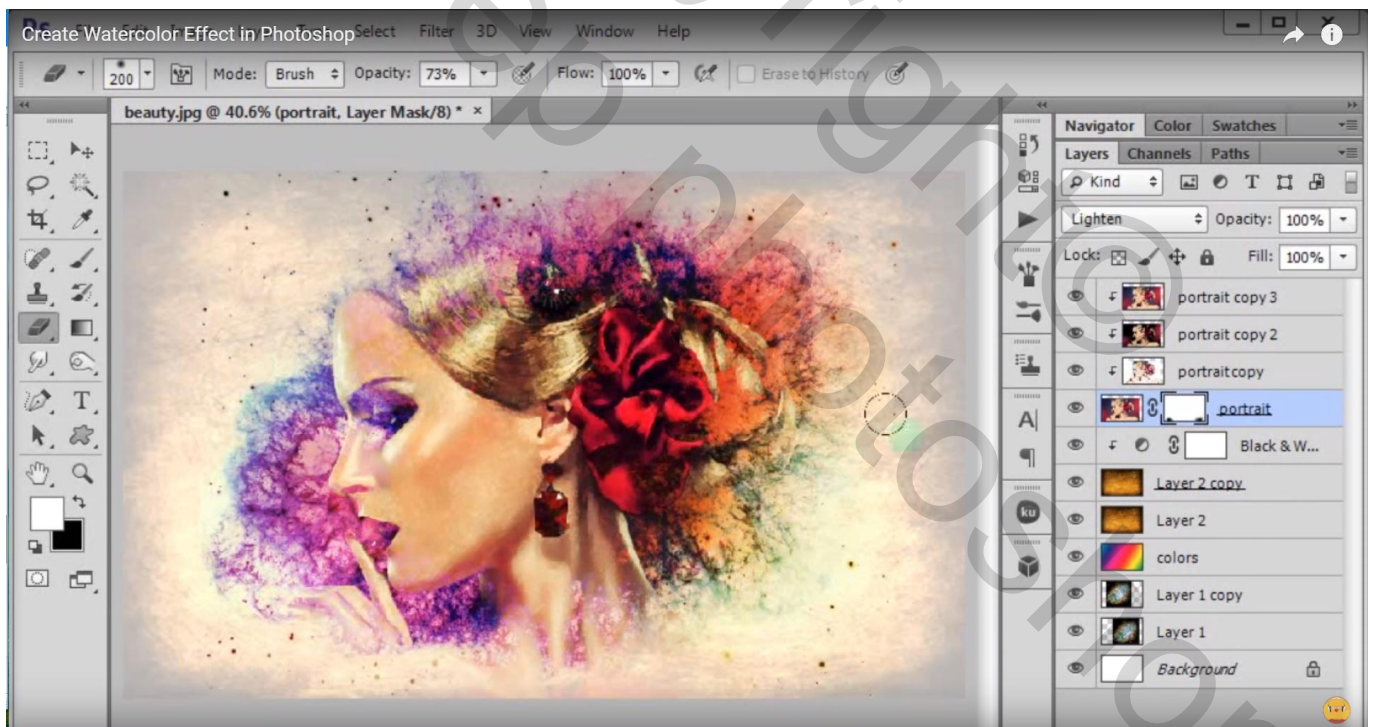 Create Watercolor Effect in Photoshop
Select Filter 3D View Window Help
200 Mode: Brush Opacity: 73% Flow: 100% Erase to History
beauty.jpg @ 40.6% (portrait, Layer Mask/8) * ×
Navigator Color Swatches
Layers Channels Paths
Kind
Lighten Opacity: 100%
Lock: Fill: 100%
portrait copy 3
portrait copy 2
portrait copy
portrait
Black & W...
Layer 2 copy
Layer 2
colors
Layer 1 copy
Layer 1
Background
T
A
ku